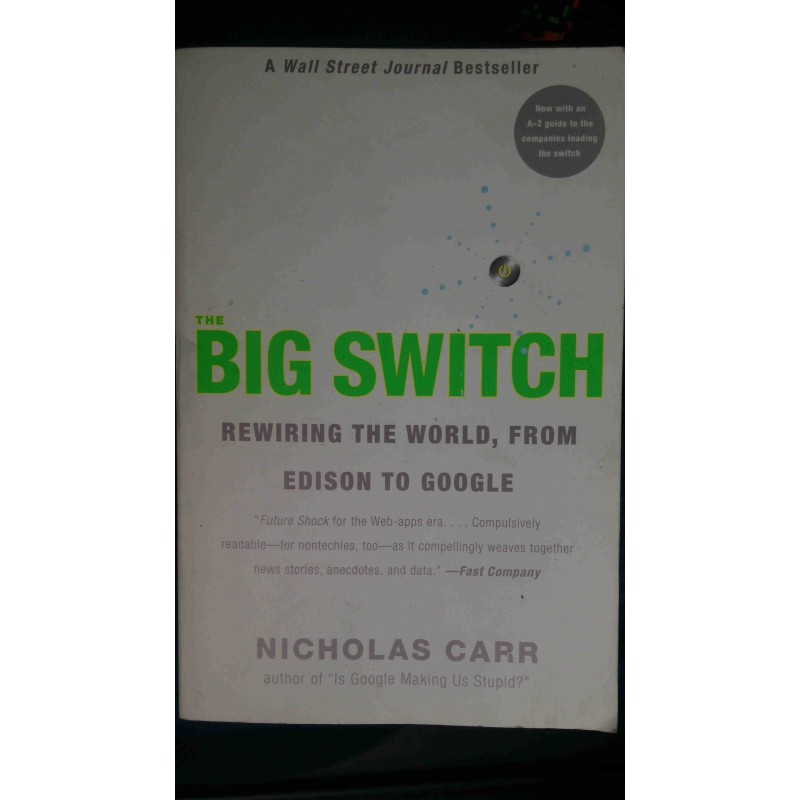 A Wall Street Journal Bestseller
Now with an
A–Z guide to the
companies leading
the switch
THE
BIG SWITCH
REWIRING THE WORLD, FROM
EDISON TO GOOGLE
"Future Shock for the Web-apps era. . . . Compulsively
readable—for nontechies, too—as it compellingly weaves together
news stories, anecdotes, and data." —Fast Company
NICHOLAS CARR
author of "Is Google Making Us Stupid?"